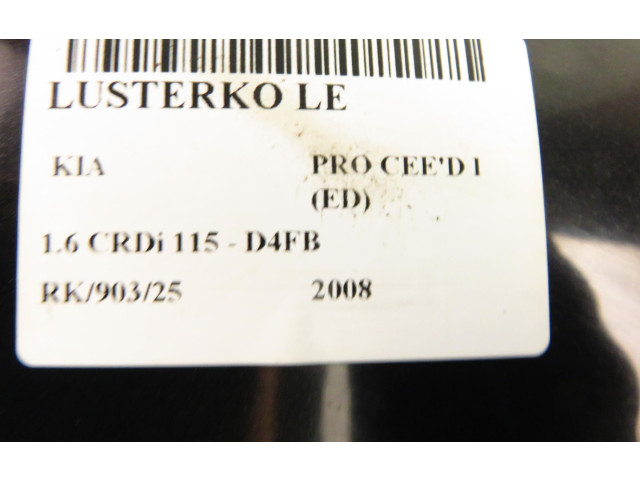 LUSTERKO LE
KIA PRO CEE'D I
(ED)
1.6 CRDi 115 - D4FB
RK/903/25 2008